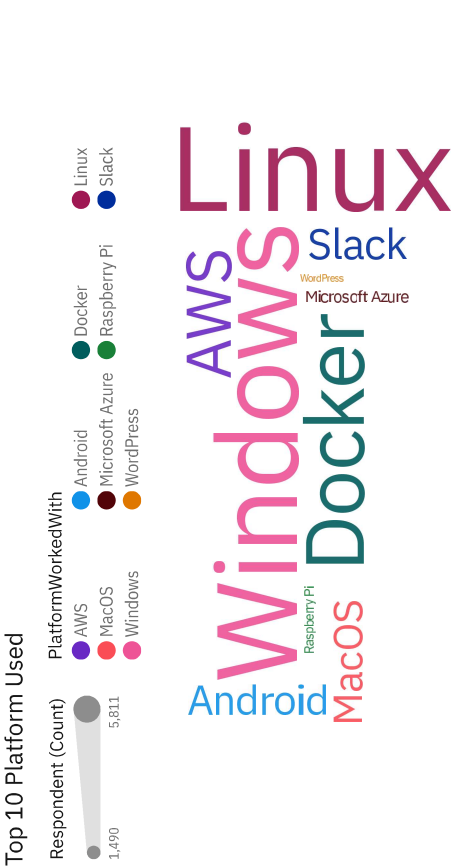 Top 10 Platform Used
Respondent (Count)
1,490
5,811
PlatformWorkedWith
AWS
Android
Docker
Linux
MacOS
Microsoft Azure
Raspberry Pi
Slack
Windows
WordPress
Linux
AWS
Windows
Slack
WordPress
Microsoft Azure
Docker
Raspberry Pi
Android
MacOS